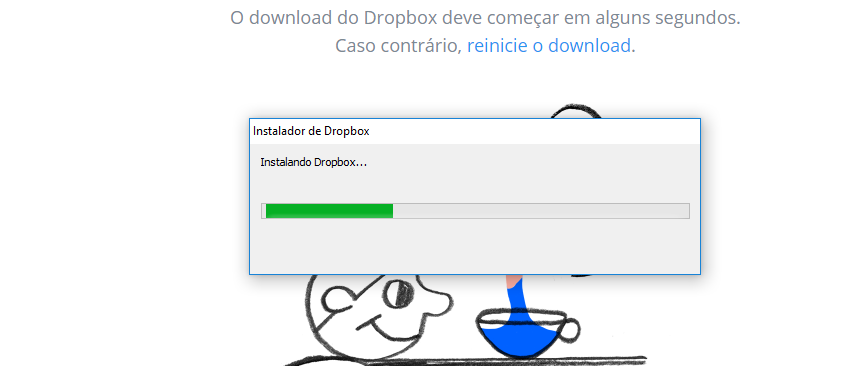 O download do Dropbox deve começar em alguns segundos.
Caso contrário, reinicie o download.
Instalador de Dropbox
Instalando Dropbox...